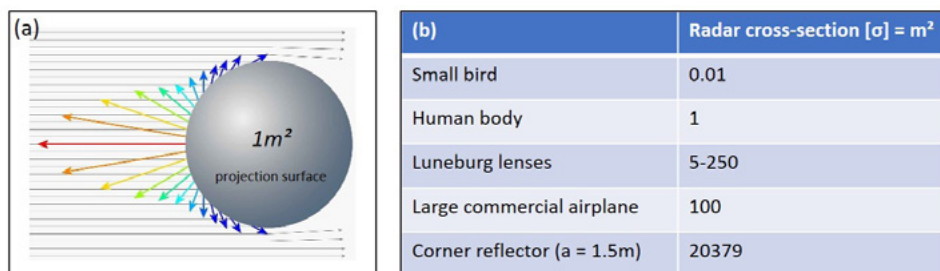 (a)
1m²
projection surface
(b) Radar cross-section [σ] = m²
Small bird 0.01
Human body 1
Luneburg lenses 5-250
Large commercial airplane 100
Corner reflector (a = 1.5m) 20379